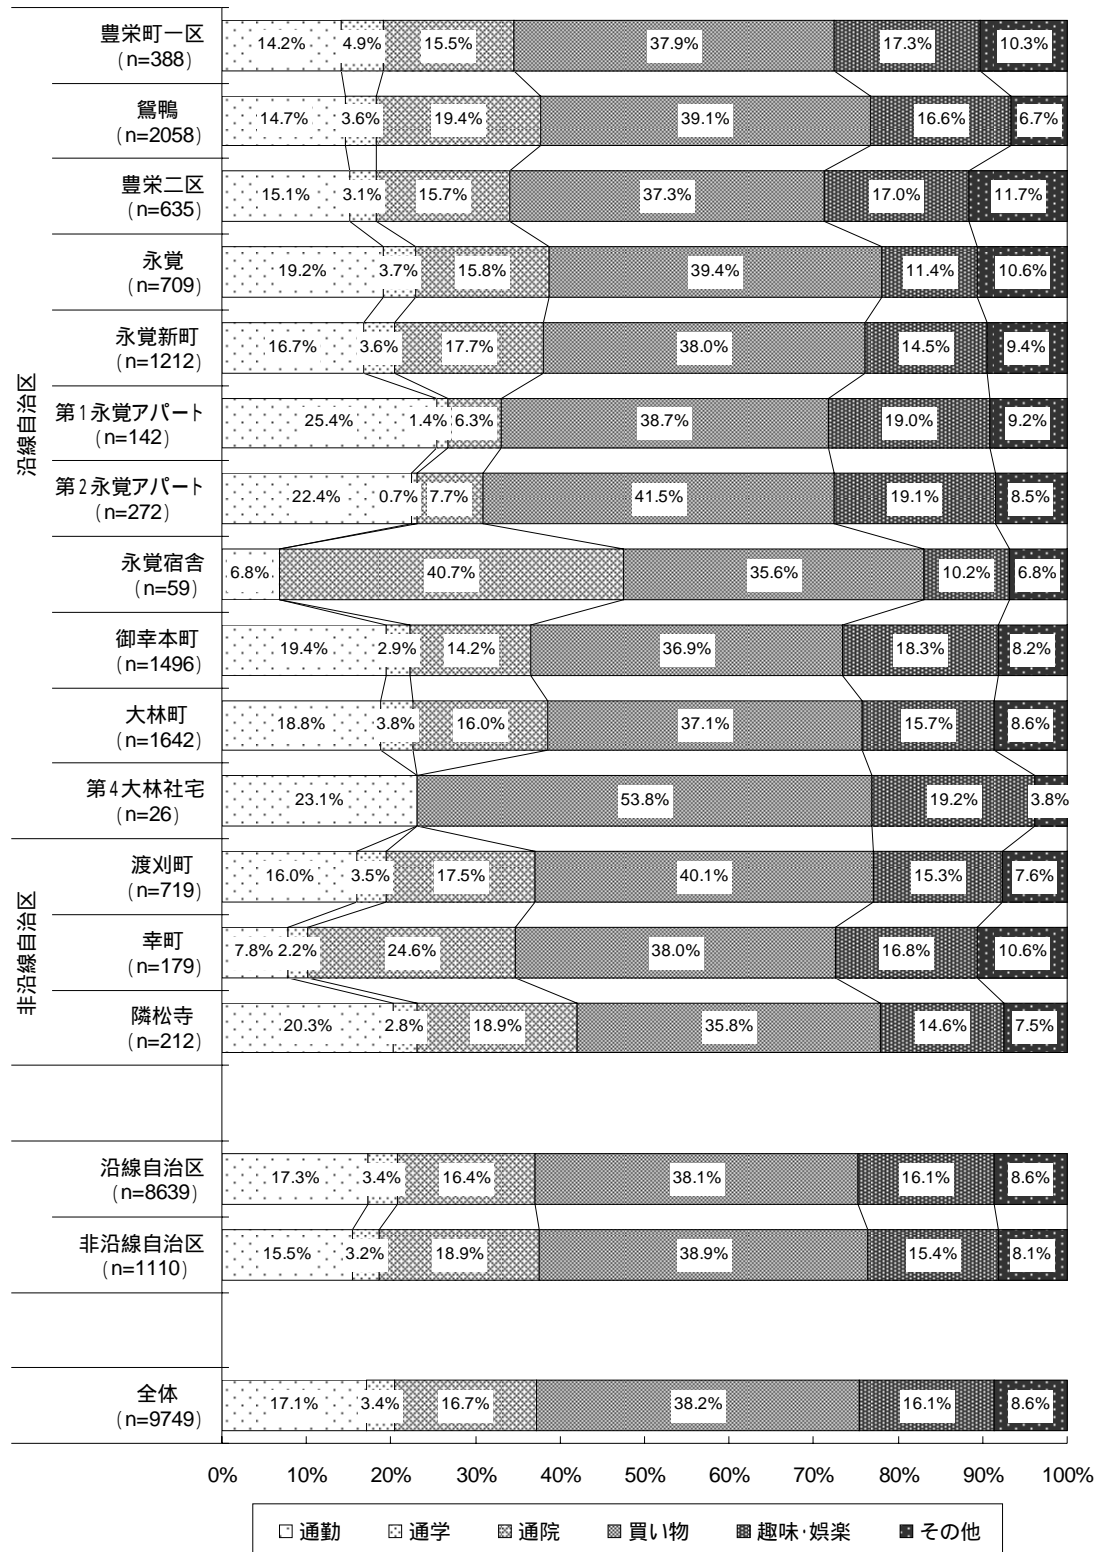 沿線自治区
豊栄町一区
(n=388)
14.2% 4.9% 15.5% 37.9% 17.3% 10.3%
鴛鴨
(n=2058)
14.7% 3.6% 19.4% 39.1% 16.6% 6.7%
豊栄二区
(n=635)
15.1% 3.1% 15.7% 37.3% 17.0% 11.7%
永覚
(n=709)
19.2% 3.7% 15.8% 39.4% 11.4% 10.6%
永覚新町
(n=1212)
16.7% 3.6% 17.7% 38.0% 14.5% 9.4%
第1永覚アパート
(n=142)
25.4% 1.4% 6.3% 38.7% 19.0% 9.2%
第2永覚アパート
(n=272)
22.4% 0.7% 7.7% 41.5% 19.1% 8.5%
永覚宿舎
(n=59)
6.8% 40.7% 35.6% 10.2% 6.8%
御幸本町
(n=1496)
19.4% 2.9% 14.2% 36.9% 18.3% 8.2%
大林町
(n=1642)
18.8% 3.8% 16.0% 37.1% 15.7% 8.6%
第4大林社宅
(n=26)
23.1% 53.8% 19.2% 3.8%
非沿線自治区
渡刈町
(n=719)
16.0% 3.5% 17.5% 40.1% 15.3% 7.6%
幸町
(n=179)
7.8% 2.2% 24.6% 38.0% 16.8% 10.6%
隣松寺
(n=212)
20.3% 2.8% 18.9% 35.8% 14.6% 7.5%
沿線自治区
(n=8639)
17.3% 3.4% 16.4% 38.1% 16.1% 8.6%
非沿線自治区
(n=1110)
15.5% 3.2% 18.9% 38.9% 15.4% 8.1%
全体
(n=9749)
17.1% 3.4% 16.7% 38.2% 16.1% 8.6%
0% 10% 20% 30% 40% 50% 60% 70% 80% 90% 100%
通勤 通学 通院 買い物 趣味・娯楽 その他